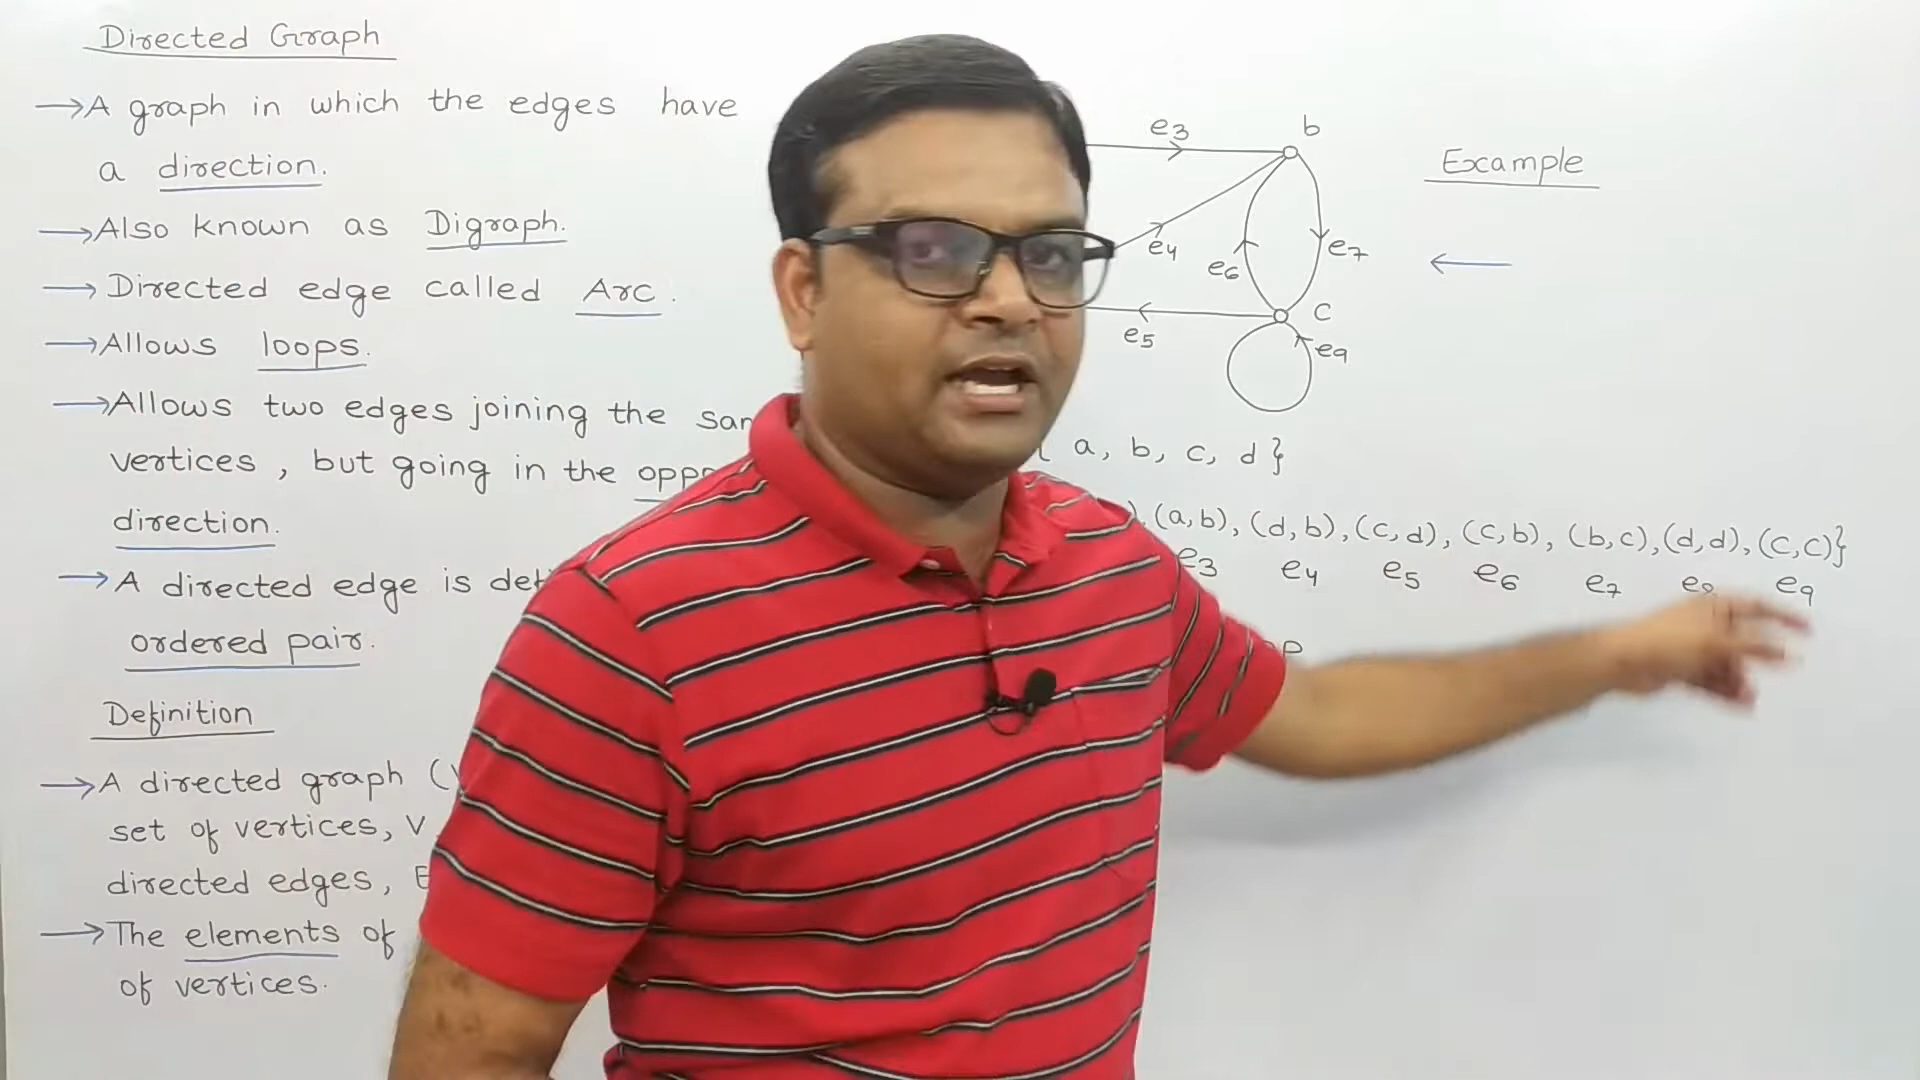 Directed Graph
→A graph in which the edges have
a direction.
→Also known as Digraph.
→ Directed edge called Arc.
→Allows loops.
→Allows two edges joining the
vertices, but going in the
direction.
→ A directed edge is
ordered pair.
Definition
→A directed graph (
set of vertices, V
directed edges, E
→The elements of
of vertices.
e3 b
Example
e4
e6
e7
←
c
e5
e9
a, b, c, d}
), (a,b), (d,b), (c,d), (c,b), (b,c), (d,d), (c,c)}
e3 e4 e5 e6 e7 e8 e9